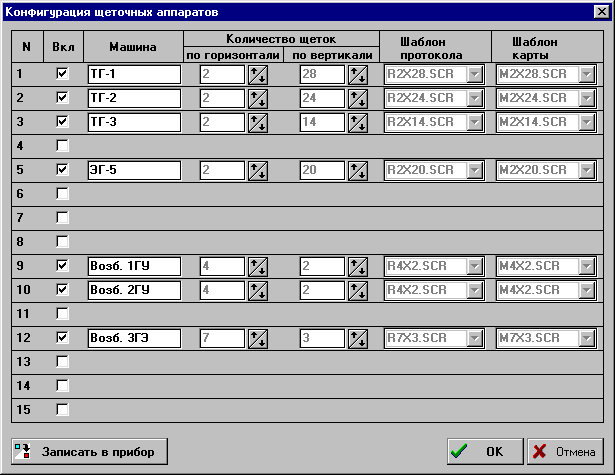 Конфигурация щеточных аппаратов
N Вкл Машина Количество щеток Шаблон протокола Шаблон карты
по горизонтали по вертикали
1 ТГ-1 2 28 R2X28.SCR M2X28.SCR
2 ТГ-2 2 24 R2X24.SCR M2X24.SCR
3 ТГ-3 2 14 R2X14.SCR M2X14.SCR
4
5 ЭГ-5 2 20 R2X20.SCR M2X20.SCR
6
7
8
9 Возб. 1ГУ 4 2 R4X2.SCR M4X2.SCR
10 Возб. 2ГУ 4 2 R4X2.SCR M4X2.SCR
11
12 Возб. 3ГЭ 7 3 R7X3.SCR M7X3.SCR
13
14
15
Записать в прибор OK Отмена